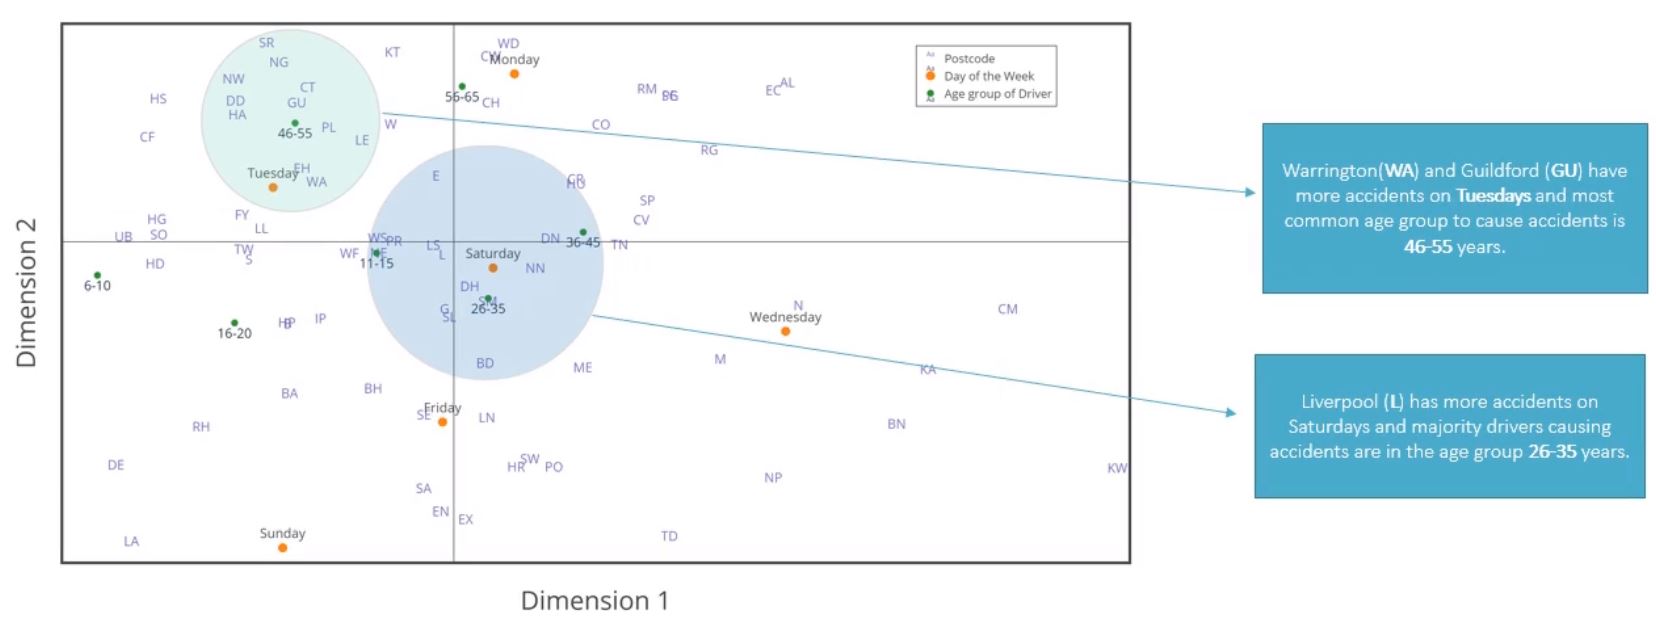 SR
KT
WD
CW
Monday
NG
NW
CT
RM
AL
EC
56-65
HS
DD
GU
CH
HA
46-55
PL
W
CO
CF
LE
RG
EH
Tuesday
WA
E
CR
HU
SP
HG
FY
CV
UB
SO
LL
WS
PR
DN
36-45
TN
TW
S
WF
LS
L
Saturday
11-15
HD
NN
6-10
DH
SM
26-35
G
SL
N
CM
Wednesday
16-20
IP
BD
ME
M
KA
BA
BH
SE
Friday
LN
BN
RH
DE
HR
SW
PO
NP
KW
SA
EN
EX
TD
LA
Sunday
Aa Postcode
Aa Day of the Week
Aa Age group of Driver
Dimension 2
Dimension 1
Warrington(WA) and Guildford (GU) have
more accidents on Tuesdays and most
common age group to cause accidents is
46-55 years.
Liverpool (L) has more accidents on
Saturdays and majority drivers causing
accidents are in the age group 26-35 years.